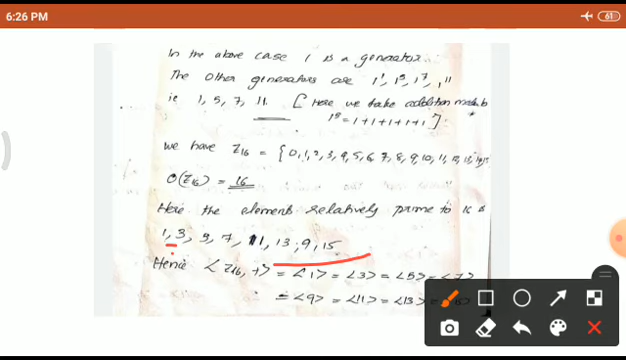 6:26 PM
61
In the above case 1 is a generator.
The other generators are 1¹, 1⁵, 1⁷, 1¹¹
ie 1, 5, 7, 11. [Here we take addition modulo
1⁵ = 1+1+1+1+1]
We have Z16 = {0,1,2,3,4,5,6,7,8,9,10,11,12,13,14,15
O(Z16) = 16
Here the elements relatively prime to 16 is
1, 3, 5, 7, 11, 13, 9, 15
Hence <Z16, +> = <1> = <3> = <5> = <7>
= <9> = <11> = <13> =